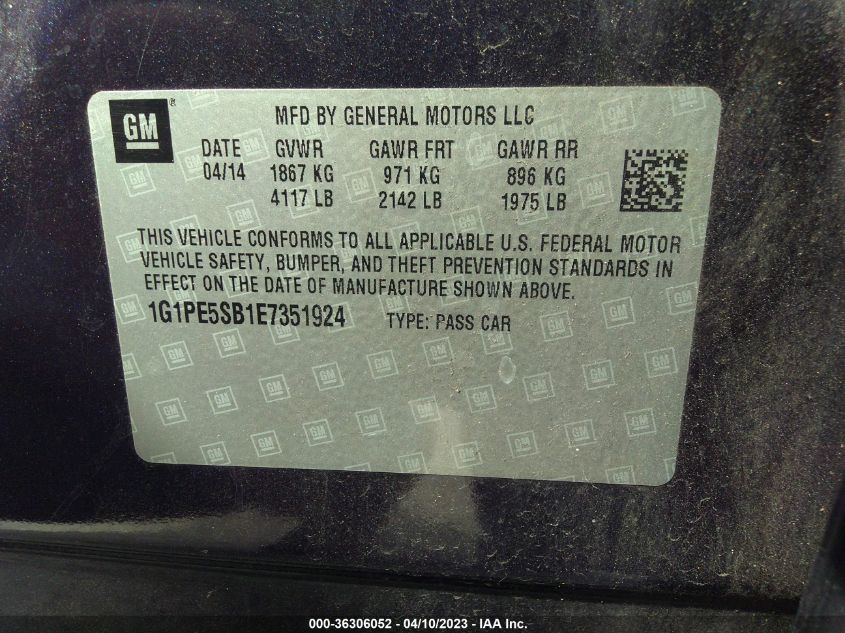 GM ®
MFD BY GENERAL MOTORS LLC
DATE GVWR GAWR FRT GAWR RR
04/14 1867 KG 971 KG 896 KG
4117 LB 2142 LB 1975 LB
THIS VEHICLE CONFORMS TO ALL APPLICABLE U.S. FEDERAL MOTOR
VEHICLE SAFETY, BUMPER, AND THEFT PREVENTION STANDARDS IN
EFFECT ON THE DATE OF MANUFACTURE SHOWN ABOVE.
1G1PE5SB1E7351924 TYPE: PASS CAR
000-36306052 - 04/10/2023 - IAA Inc.